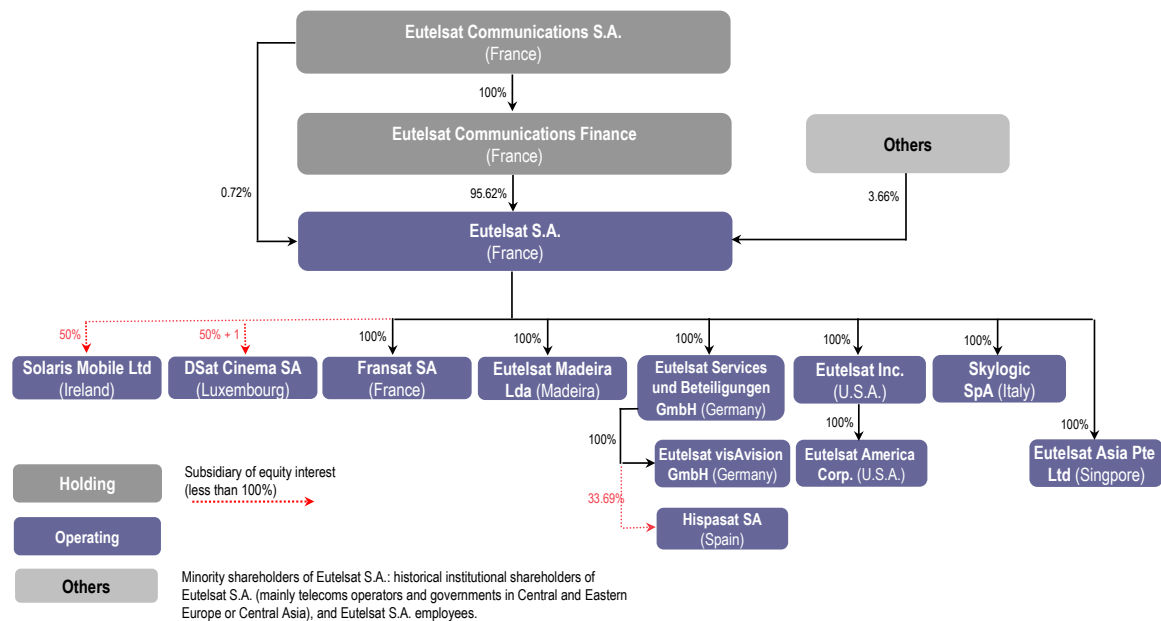 Eutelsat Communications S.A.
(France)
100%
Eutelsat Communications Finance
(France)
Others
0.72%
95.62%
3.66%
Eutelsat S.A.
(France)
50%
50% + 1
100%
100%
100%
100%
100%
100%
Solaris Mobile Ltd
(Ireland)
DSat Cinema SA
(Luxembourg)
Fransat SA
(France)
Eutelsat Madeira
Lda (Madeira)
Eutelsat Services
und Beteiligungen
GmbH (Germany)
Eutelsat Inc.
(U.S.A.)
Skylogic
SpA (Italy)
100%
100%
Eutelsat visAvision
GmbH (Germany)
Eutelsat America
Corp. (U.S.A.)
Eutelsat Asia Pte
Ltd (Singpore)
33.69%
Hispasat SA
(Spain)
Holding
Subsidiary of equity interest
(less than 100%)
Operating
Others
Minority shareholders of Eutelsat S.A.: historical institutional shareholders of
Eutelsat S.A. (mainly telecoms operators and governments in Central and Eastern
Europe or Central Asia), and Eutelsat S.A. employees.